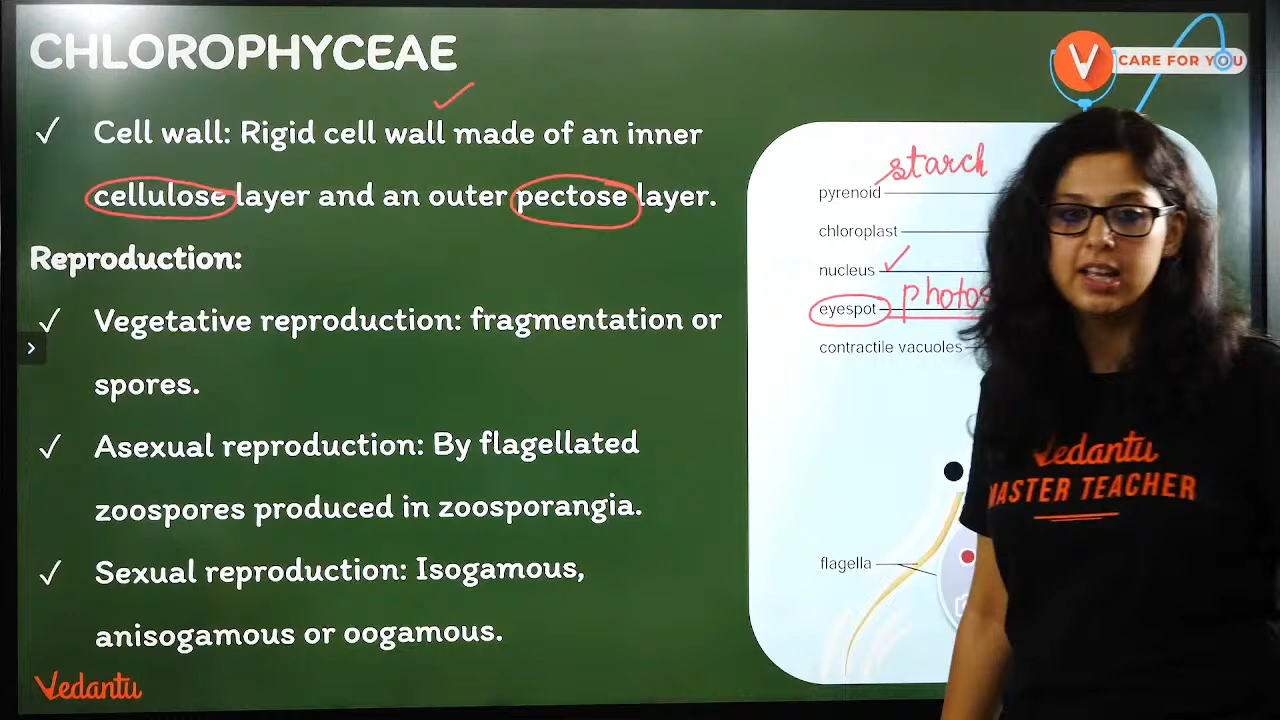 CHLOROPHYCEAE
✓ Cell wall: Rigid cell wall made of an inner
cellulose layer and an outer pectose layer.
Reproduction:
✓ Vegetative reproduction: fragmentation or
spores.
✓ Asexual reproduction: By flagellated
zoospores produced in zoosporangia.
✓ Sexual reproduction: Isogamous,
anisogamous or oogamous.
Vedantu
V CARE FOR YOU
starch
pyrenoid
chloroplast
nucleus
photos
eyespot
contractile vacuoles
flagella
Vedantu
MASTER TEACHER